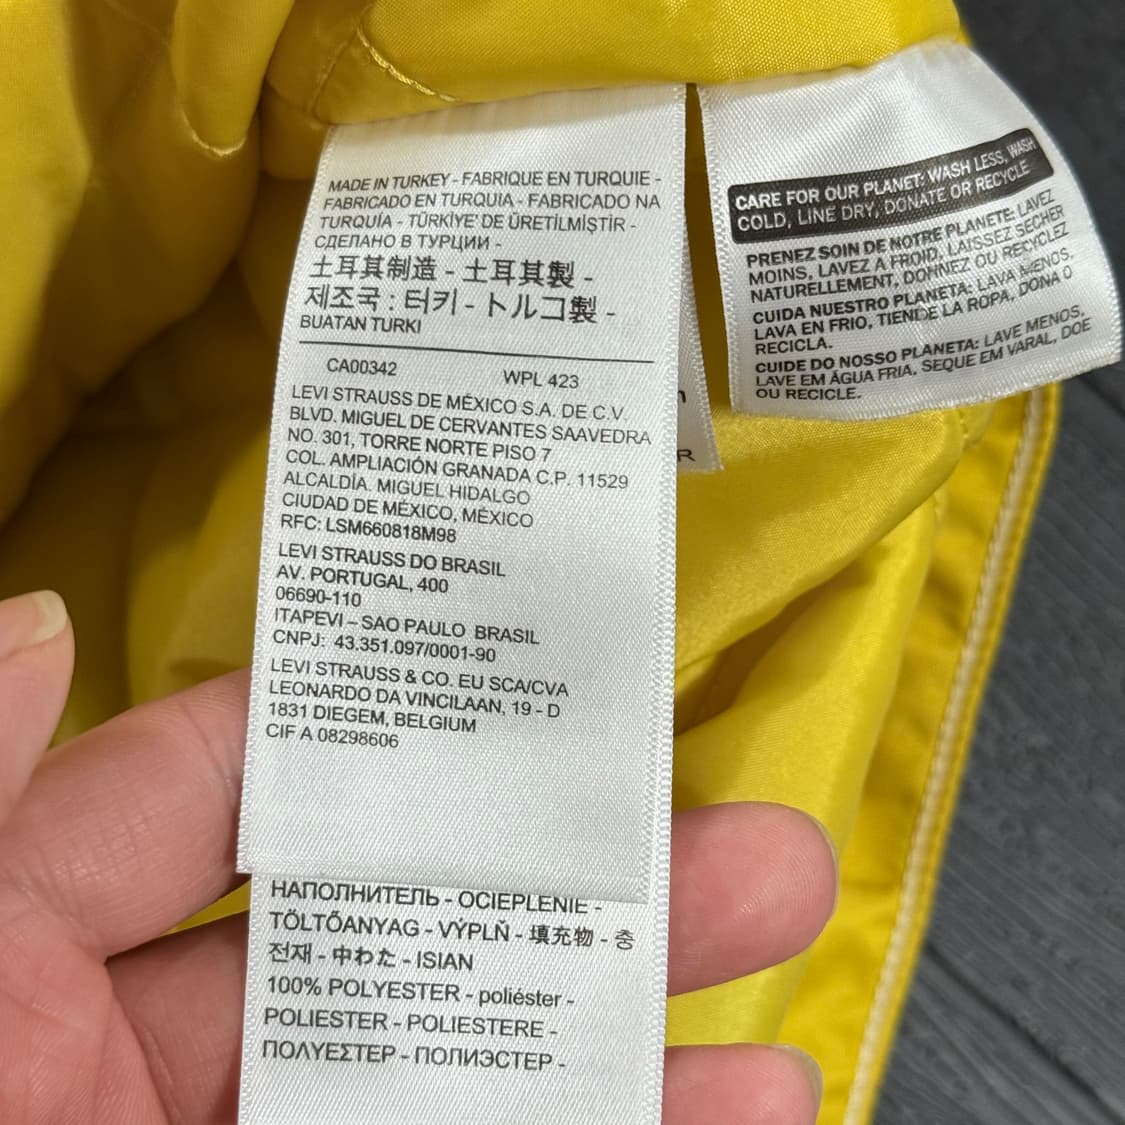 MADE IN TURKEY - FABRIQUE EN TURQUIE -
FABRICADO EN TURQUIA - FABRICADO NA
TURQUÍA - TÜRKİYE' DE ÜRETİLMİŞTİR -
СДЕЛАНО В ТУРЦИИ -
土耳其制造 - 土耳其製 -
제조국 : 터키 - トルコ製 -
BUATAN TURKI
CA00342 WPL 423
LEVI STRAUSS DE MÉXICO S.A. DE C.V.
BLVD. MIGUEL DE CERVANTES SAAVEDRA
NO. 301, TORRE NORTE PISO 7
COL. AMPLIACIÓN GRANADA C.P. 11529
ALCALDÍA. MIGUEL HIDALGO
CIUDAD DE MÉXICO, MÉXICO
RFC: LSM660818M98
LEVI STRAUSS DO BRASIL
AV. PORTUGAL, 400
06690-110
ITAPEVI – SAO PAULO BRASIL
CNPJ: 43.351.097/0001-90
LEVI STRAUSS & CO. EU SCA/CVA
LEONARDO DA VINCILAAN, 19 - D
1831 DIEGEM, BELGIUM
CIF A 08298606
НАПОЛНИТЕЛЬ - OCIEPLENIE -
TÖLTŐANYAG - VÝPLŇ - 填充物 - 충
전재 - 中わた - ISIAN
100% POLYESTER - poliéster -
POLIESTER - POLIESTERE -
ΠΟΛΥΕΣΤΕΡ - ПОЛИЭСТЕР -
CARE FOR OUR PLANET: WASH LESS, WASH
COLD, LINE DRY, DONATE OR RECYCLE
PRENEZ SOIN DE NOTRE PLANETE: LAVEZ
MOINS, LAVEZ A FROID, LAISSEZ SÉCHER
NATURELLEMENT, DONNEZ OU RECYCLEZ
CUIDA NUESTRO PLANETA: LAVA MENOS,
LAVA EN FRIO, TIENDE LA ROPA, DONA O
RECICLA.
CUIDE DO NOSSO PLANETA: LAVE MENOS,
LAVE EM ÁGUA FRIA, SEQUE EM VARAL, DOE
OU RECICLE.